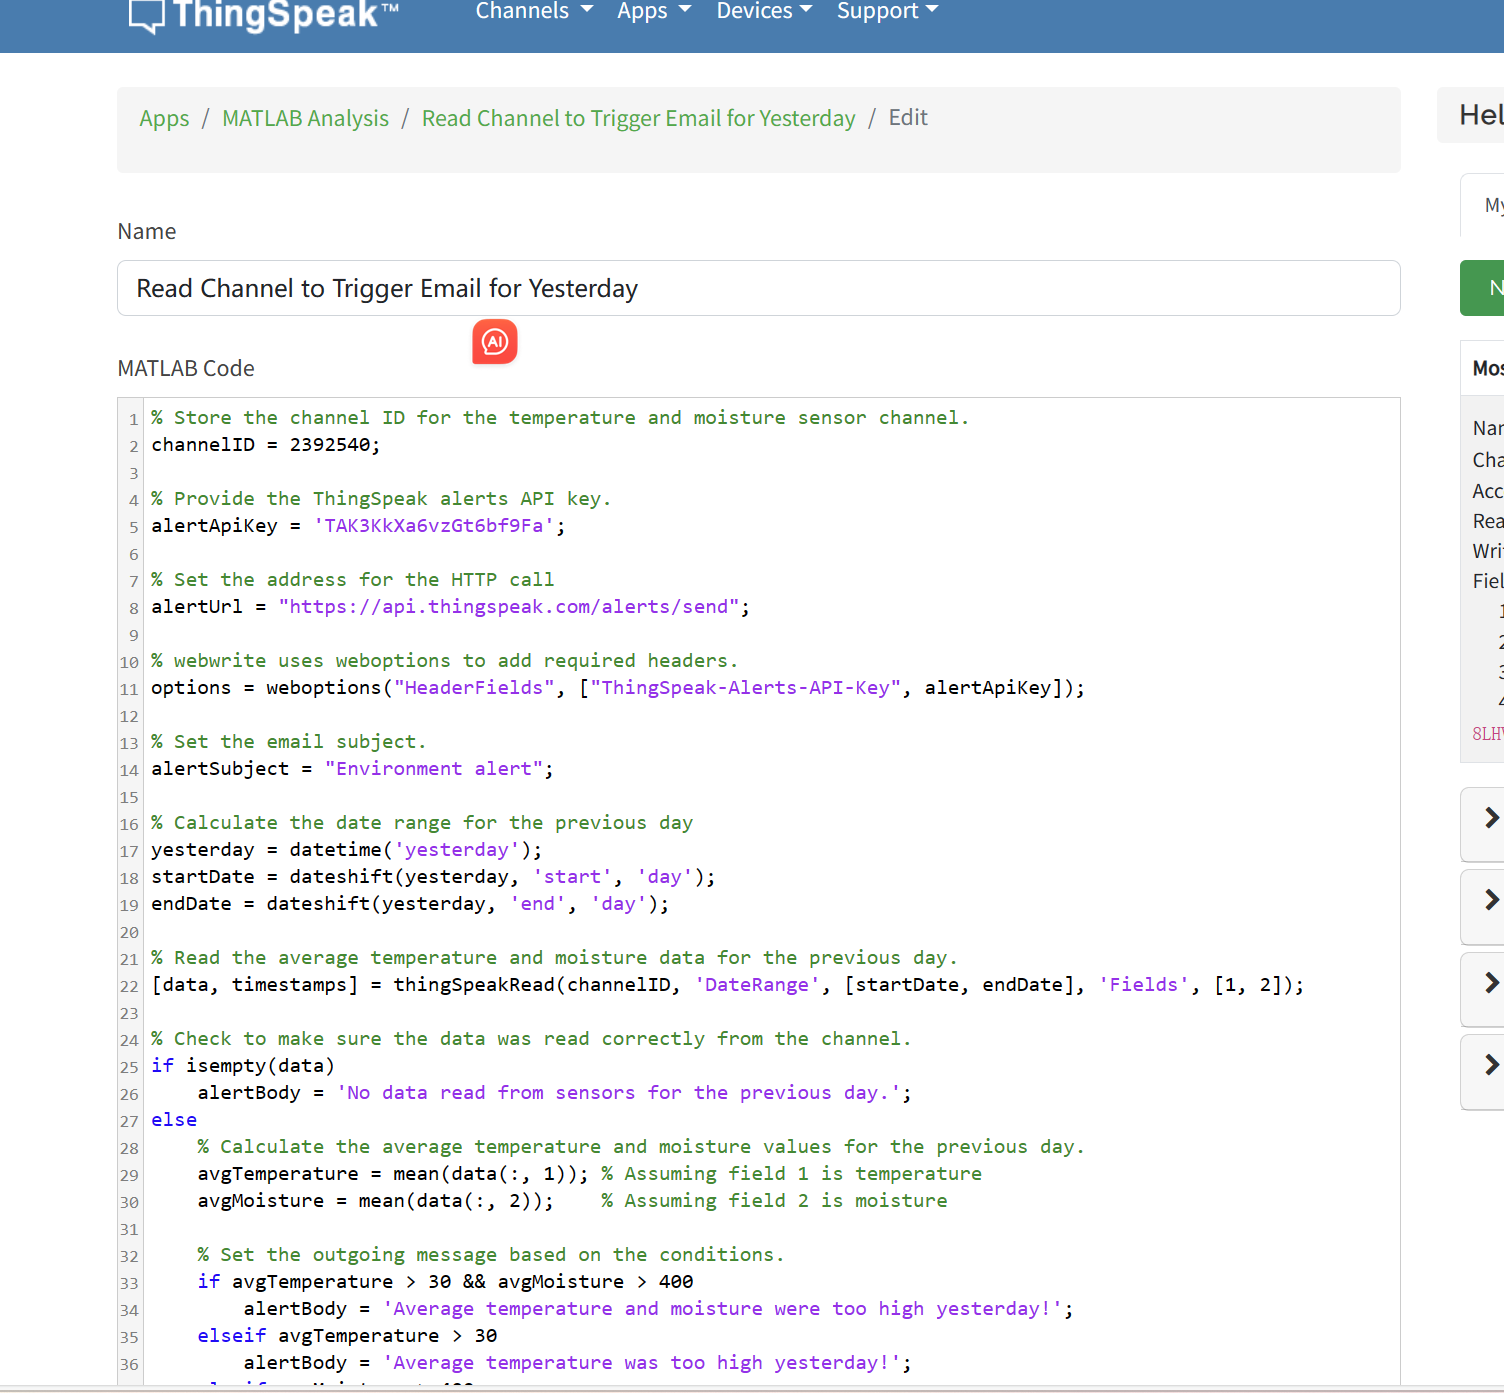 ThingSpeak™ Channels Apps Devices Support
Apps / MATLAB Analysis / Read Channel to Trigger Email for Yesterday / Edit
Name
Read Channel to Trigger Email for Yesterday
AI
MATLAB Code
1 % Store the channel ID for the temperature and moisture sensor channel.
2 channelID = 2392540;
3
4 % Provide the ThingSpeak alerts API key.
5 alertApiKey = 'TAK3KkXa6vzGt6bf9Fa';
6
7 % Set the address for the HTTP call
8 alertUrl = "https://api.thingspeak.com/alerts/send";
9
10 % webwrite uses weboptions to add required headers.
11 options = weboptions("HeaderFields", ["ThingSpeak-Alerts-API-Key", alertApiKey]);
12
13 % Set the email subject.
14 alertSubject = "Environment alert";
15
16 % Calculate the date range for the previous day
17 yesterday = datetime('yesterday');
18 startDate = dateshift(yesterday, 'start', 'day');
19 endDate = dateshift(yesterday, 'end', 'day');
20
21 % Read the average temperature and moisture data for the previous day.
22 [data, timestamps] = thingSpeakRead(channelID, 'DateRange', [startDate, endDate], 'Fields', [1, 2]);
23
24 % Check to make sure the data was read correctly from the channel.
25 if isempty(data)
26 alertBody = 'No data read from sensors for the previous day.';
27 else
28 % Calculate the average temperature and moisture values for the previous day.
29 avgTemperature = mean(data(:, 1)); % Assuming field 1 is temperature
30 avgMoisture = mean(data(:, 2)); % Assuming field 2 is moisture
31
32 % Set the outgoing message based on the conditions.
33 if avgTemperature > 30 && avgMoisture > 400
34 alertBody = 'Average temperature and moisture were too high yesterday!';
35 elseif avgTemperature > 30
36 alertBody = 'Average temperature was too high yesterday!';